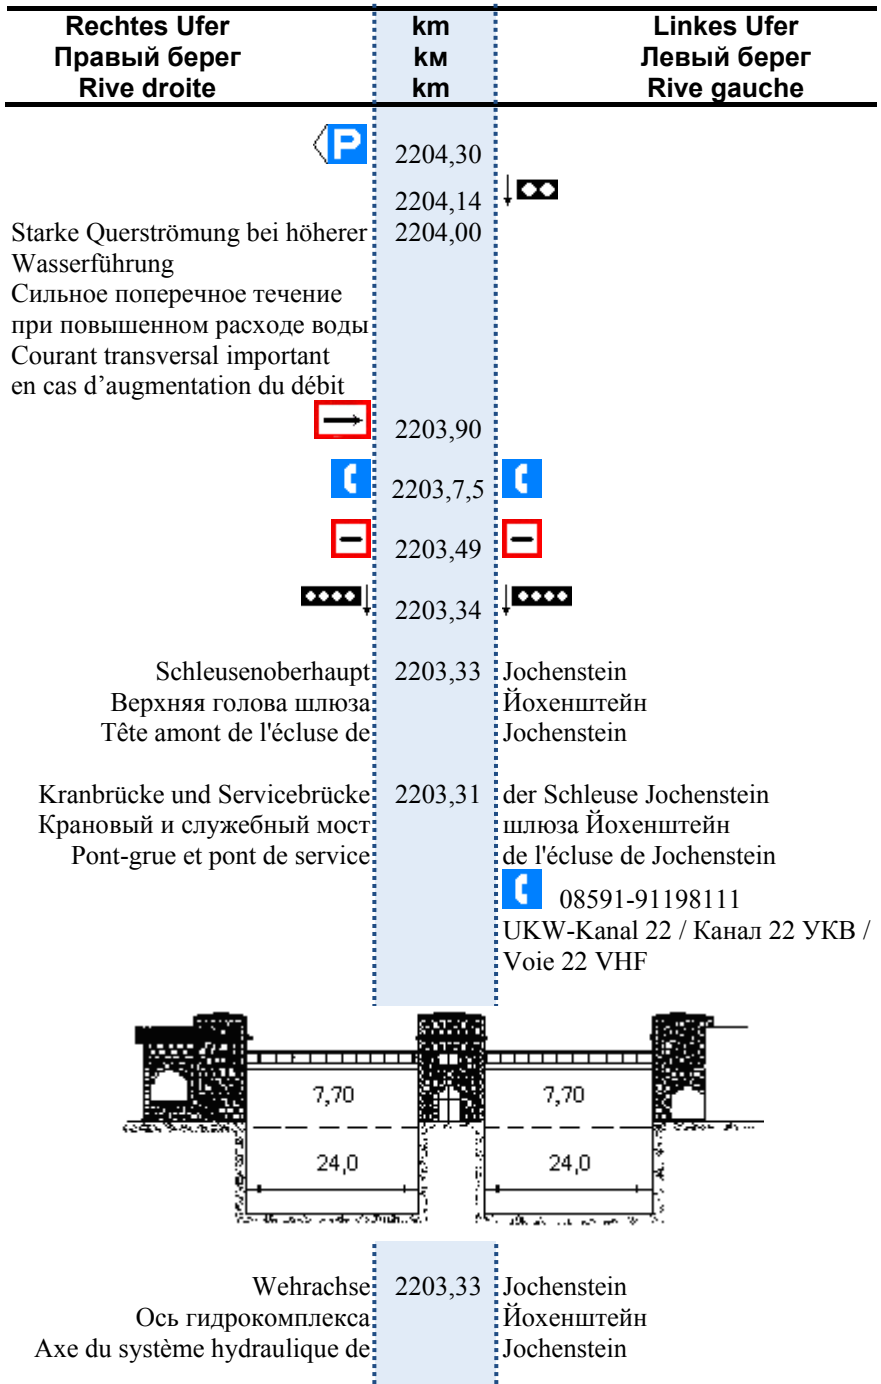 Rechtes Ufer km Linkes Ufer
Правый берег км Левый берег
Rive droite km Rive gauche
P 2204,30
2204,14
Starke Querströmung bei höherer 2204,00
Wasserführung
Сильное поперечное течение
при повышенном расходе воды
Courant transversal important
en cas d’augmentation du débit
2203,90
2203,7,5
2203,49
2203,34
Schleusenoberhaupt 2203,33 Jochenstein
Верхняя голова шлюза Йохенштейн
Tête amont de l'écluse de Jochenstein
Kranbrücke und Servicebrücke 2203,31 der Schleuse Jochenstein
Крановый и служебный мост шлюза Йохенштейн
Pont-grue et pont de service de l'écluse de Jochenstein
08591-91198111
UKW-Kanal 22 / Канал 22 УКВ /
Voie 22 VHF
7,70 7,70
24,0 24,0
Wehrachse 2203,33 Jochenstein
Ось гидрокомплекса Йохенштейн
Axe du système hydraulique de Jochenstein